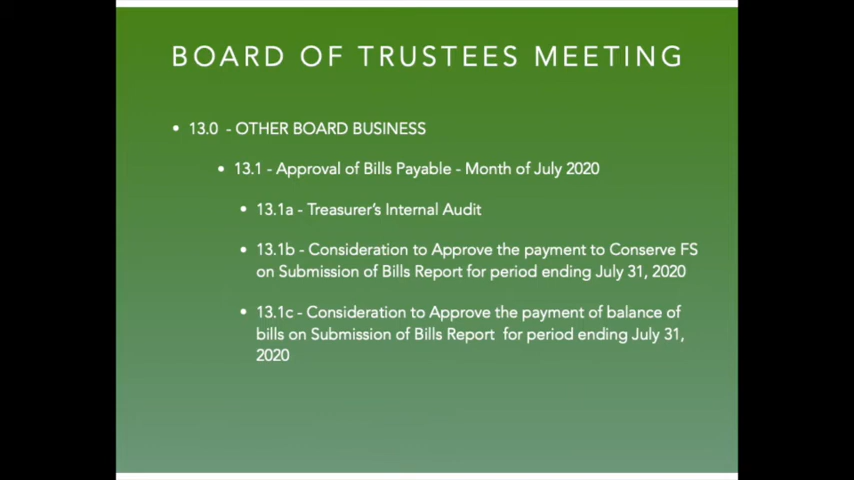 BOARD OF TRUSTEES MEETING
• 13.0 - OTHER BOARD BUSINESS
• 13.1 - Approval of Bills Payable - Month of July 2020
• 13.1a - Treasurer's Internal Audit
• 13.1b - Consideration to Approve the payment to Conserve FS
on Submission of Bills Report for period ending July 31, 2020
• 13.1c - Consideration to Approve the payment of balance of
bills on Submission of Bills Report for period ending July 31,
2020